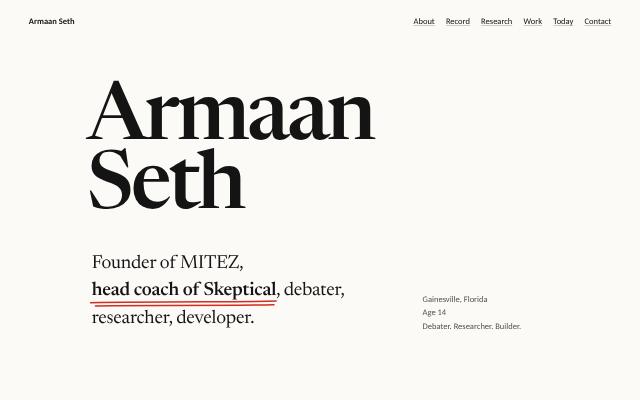 Armaan Seth
About Record Research Work Today Contact
Armaan
Seth
Founder of MITEZ,
head coach of Skeptical, debater,
researcher, developer.
Gainesville, Florida
Age 14
Debater. Researcher. Builder.